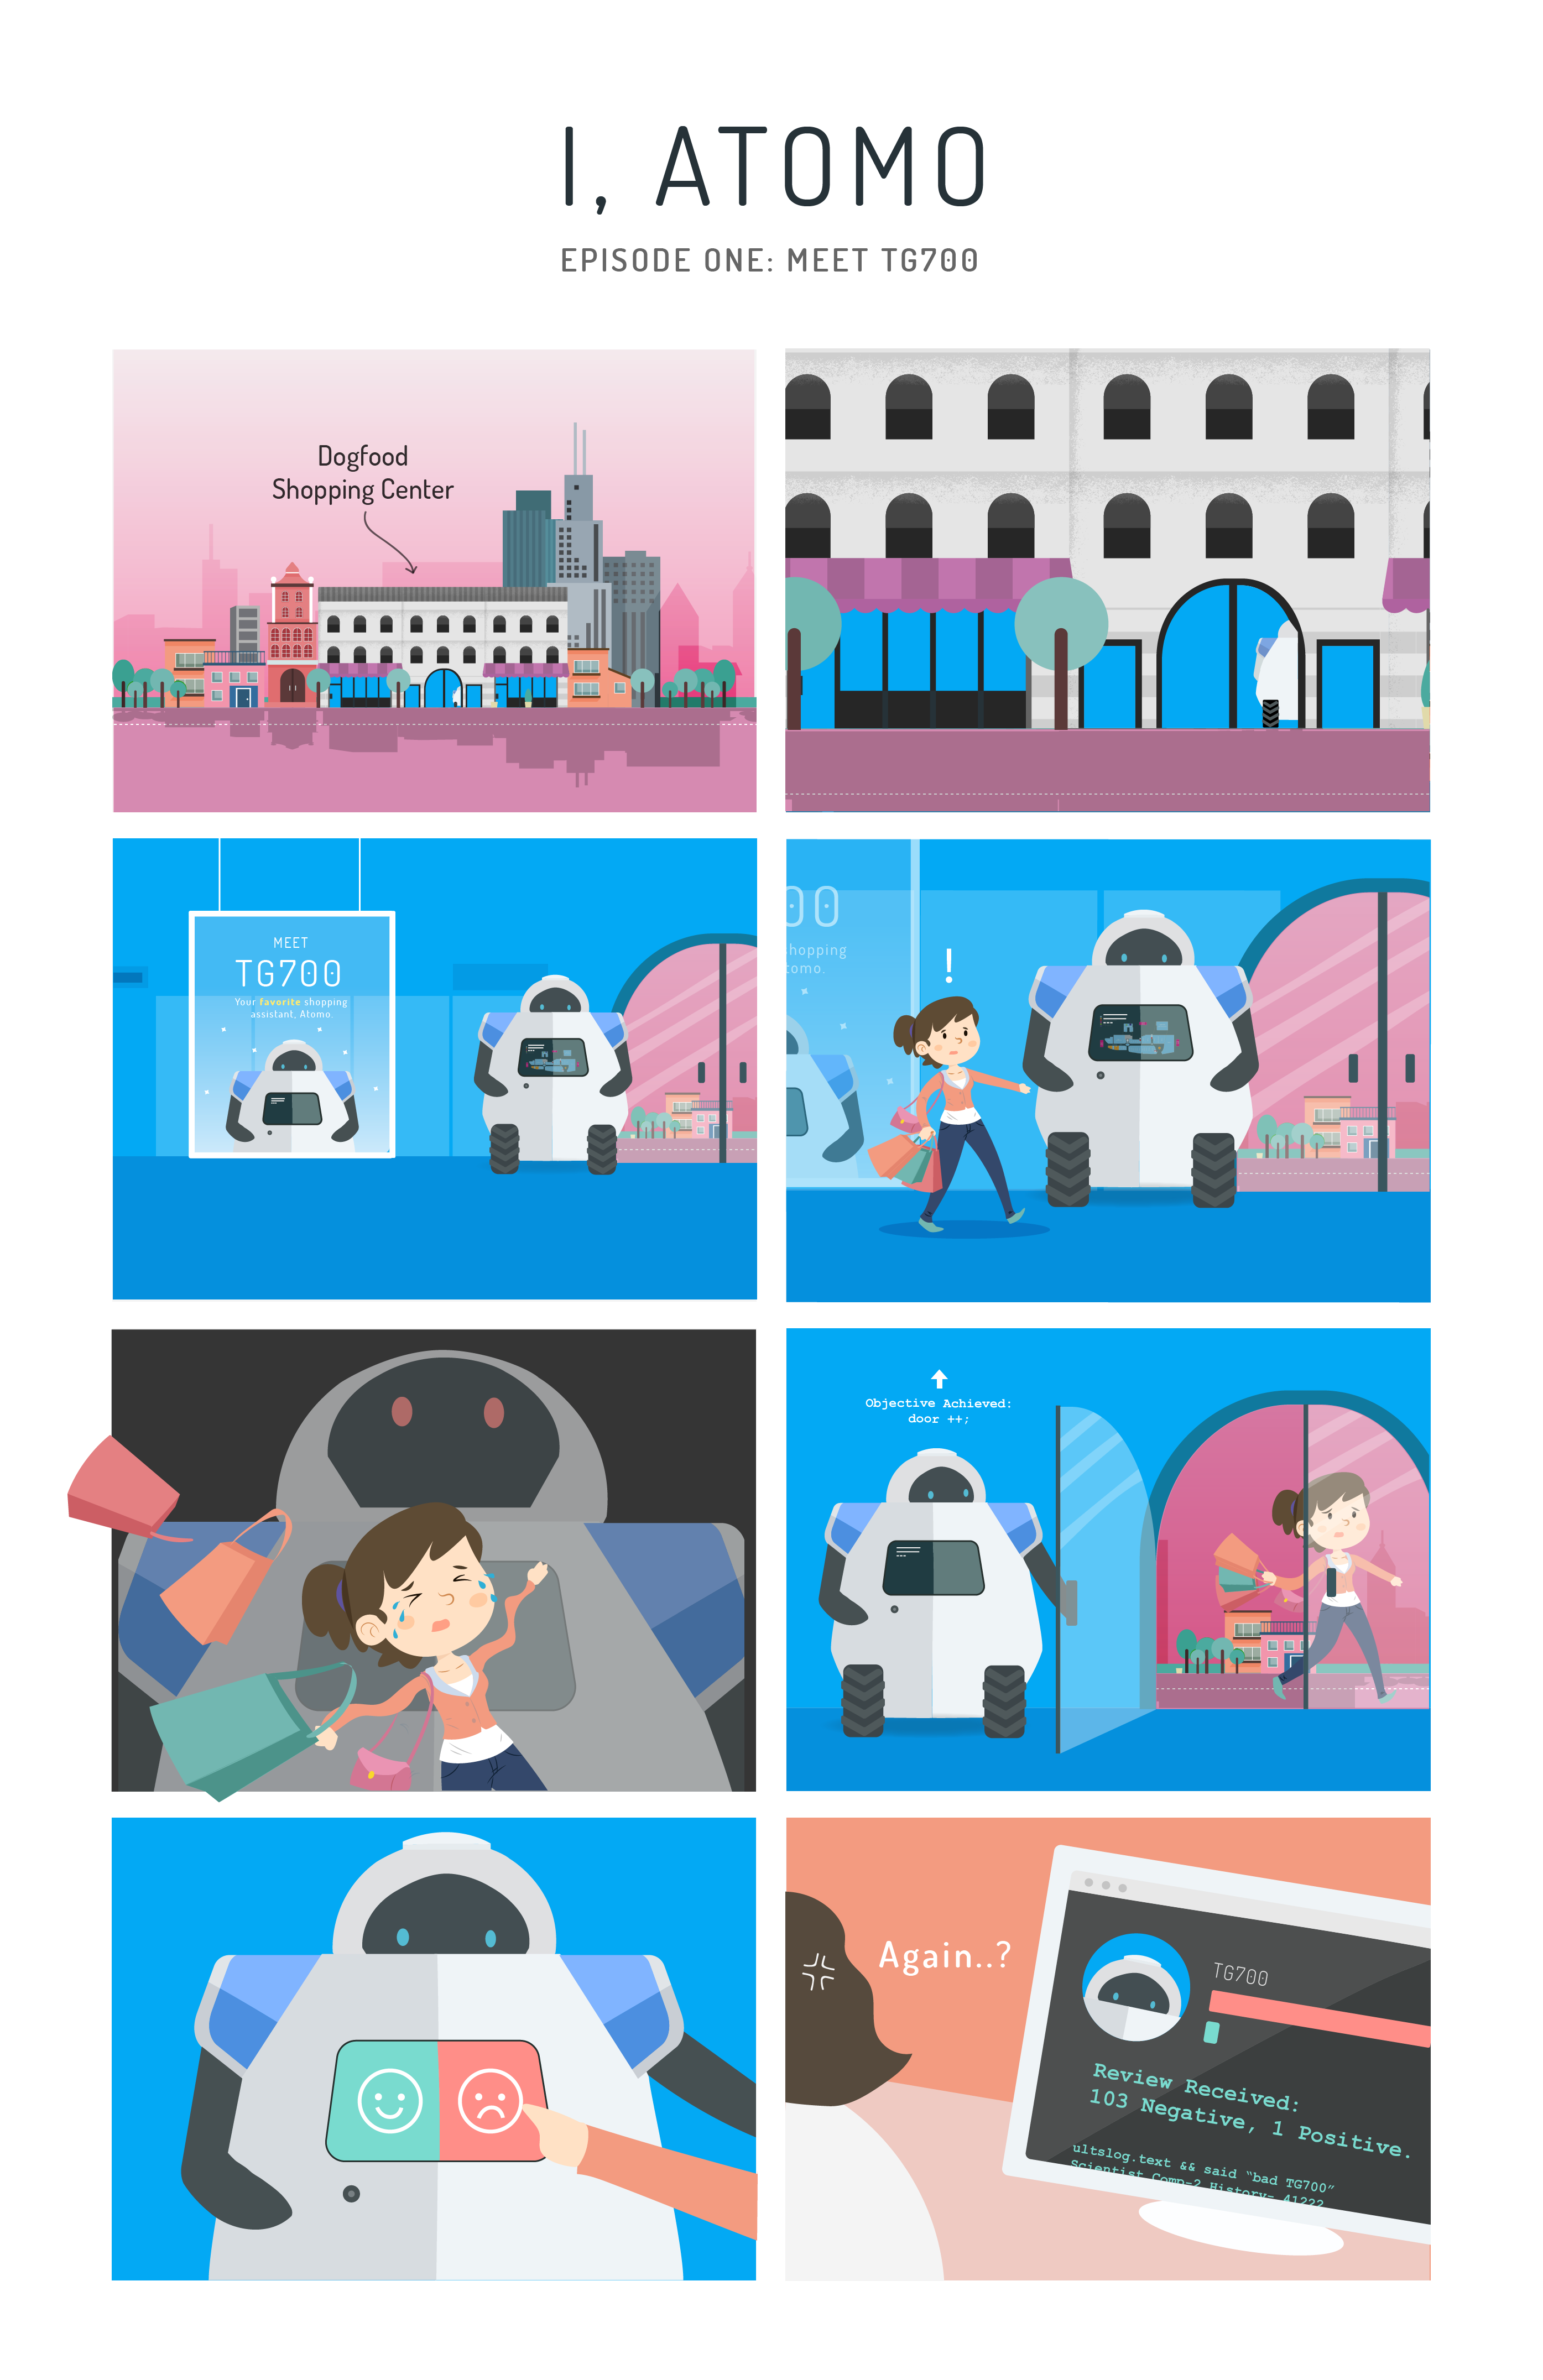 I, ATOMO
EPISODE ONE: MEET TG700
Dogfood
Shopping Center
MEET
TG700
Your favorite shopping
assistant, Atomo.
00
hopping
tomo.
!
Objective Achieved:
door ++;
Again..?
TG700
Review Received:
103 Negative, 1 Positive.
ultslog.text && said “bad TG700”
Scientist Comp-2 History- 41222